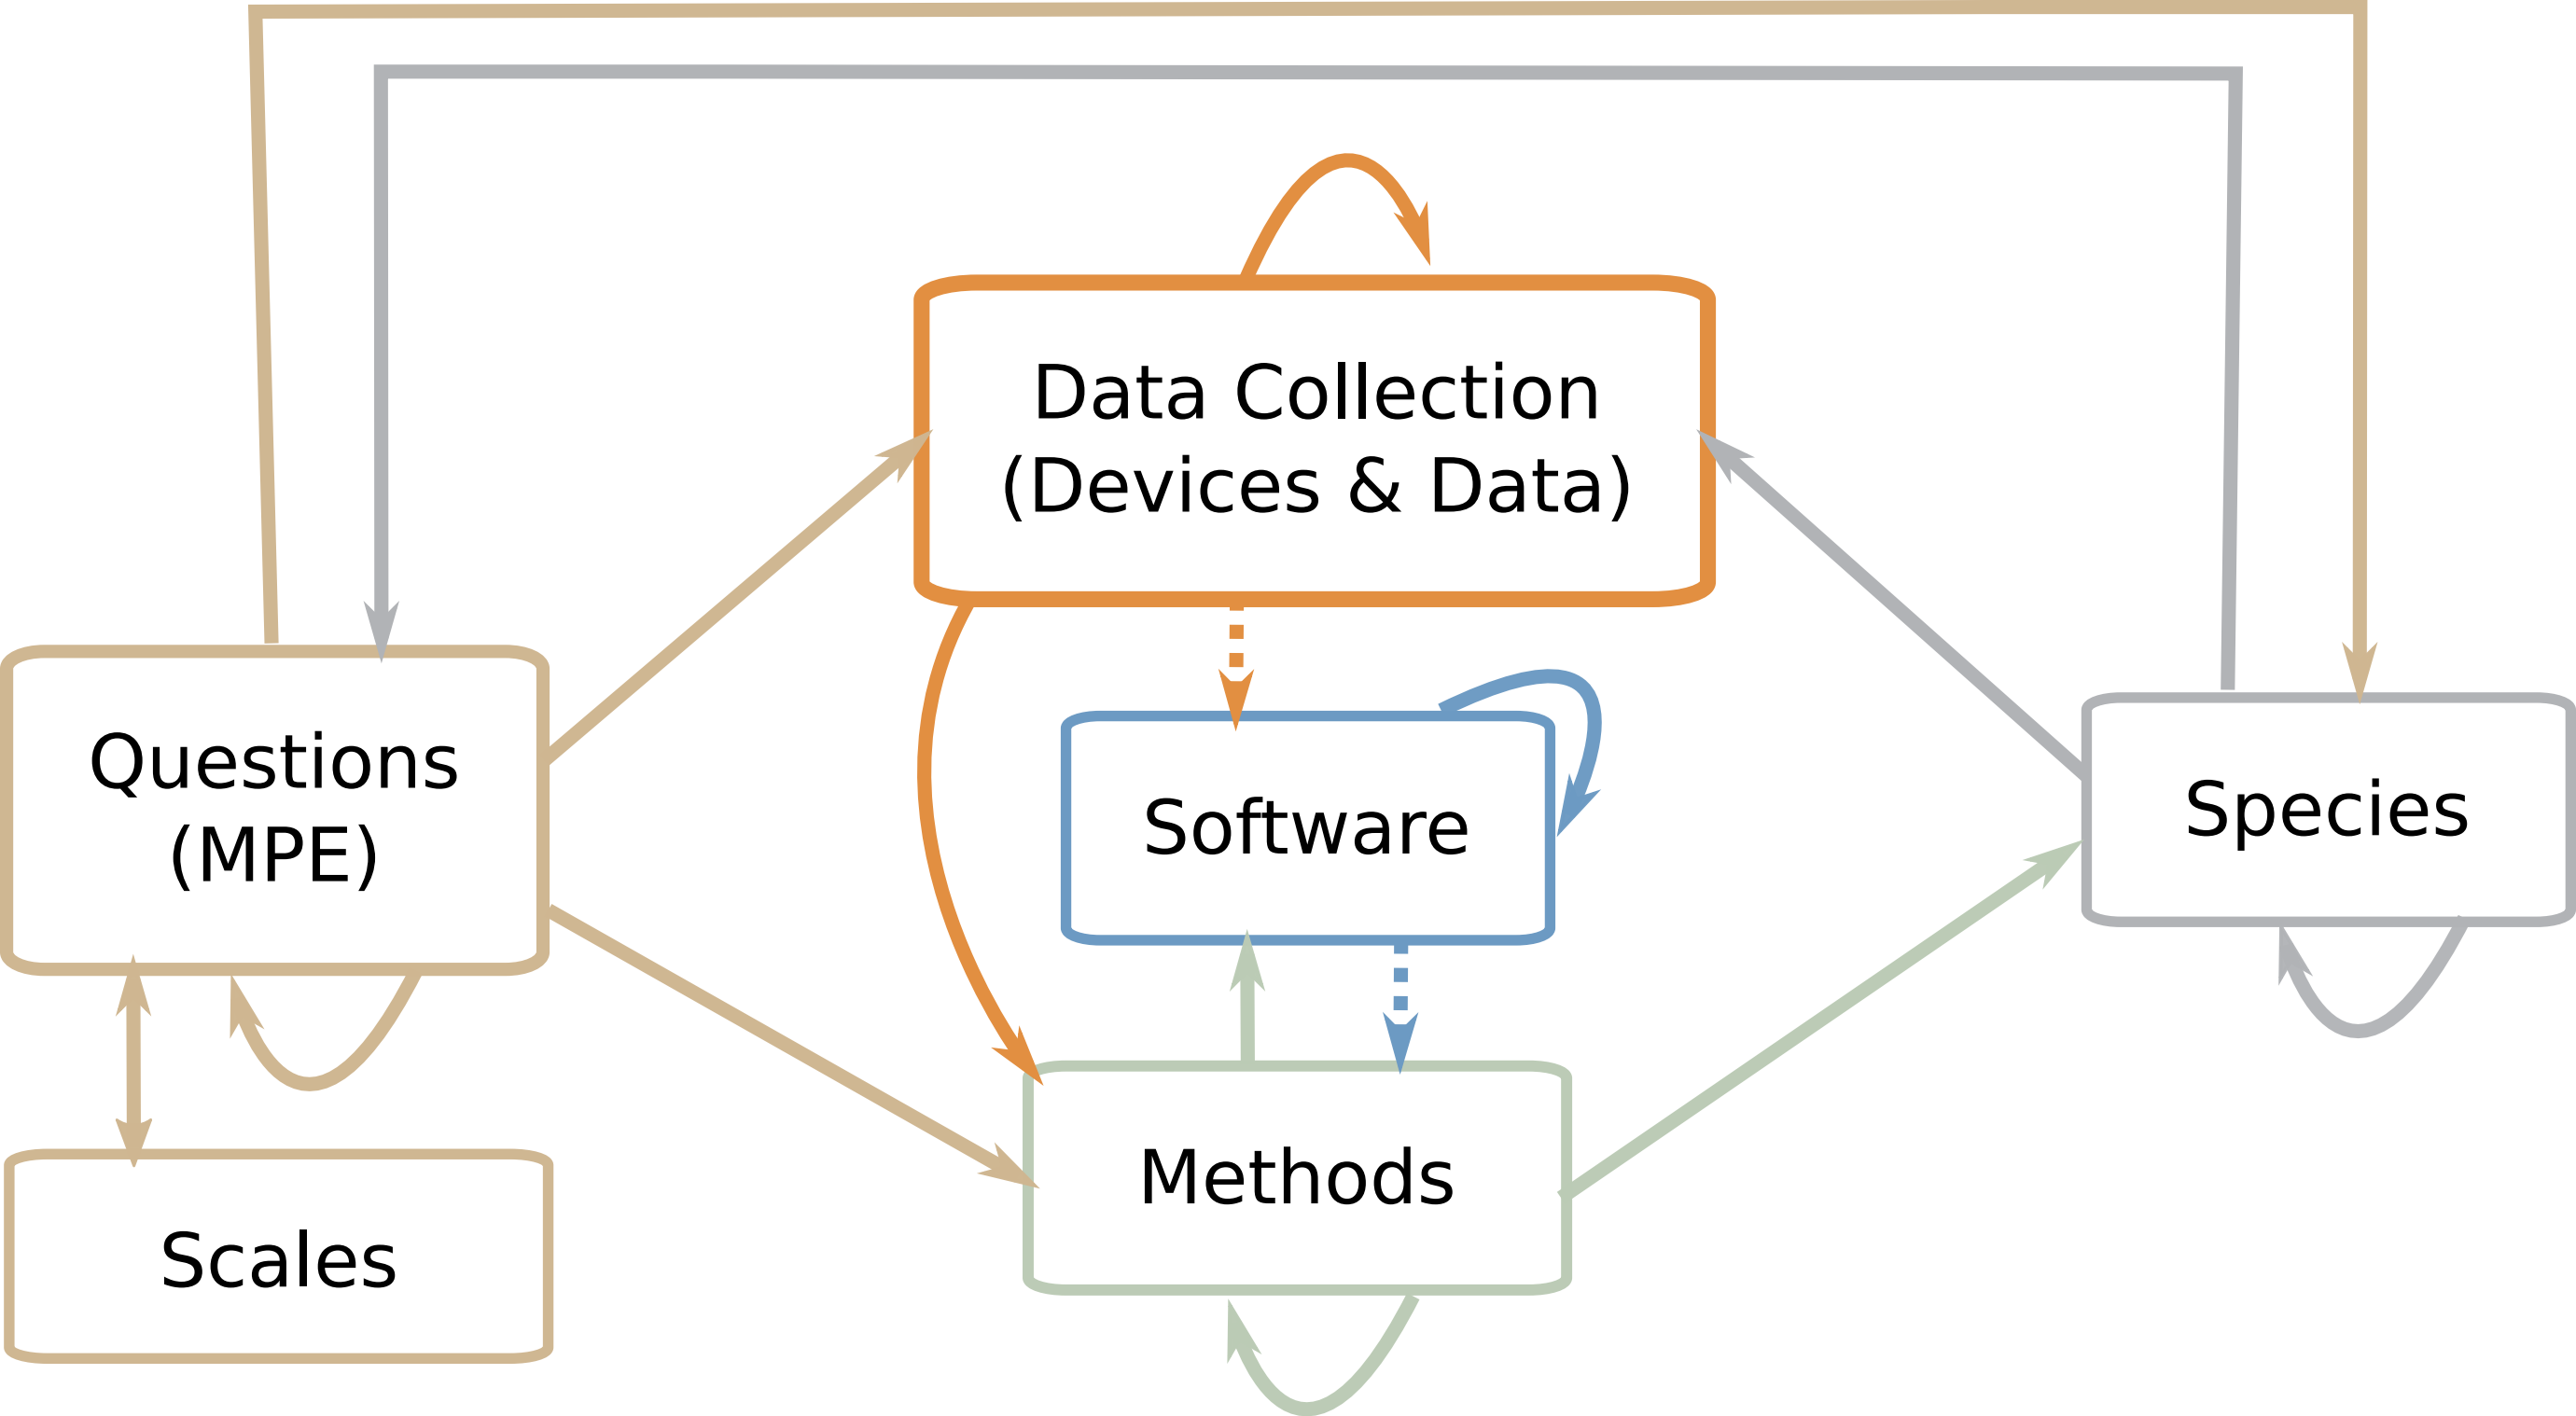 Data Collection
(Devices & Data)
Questions
(MPE)
Software
Species
Methods
Scales